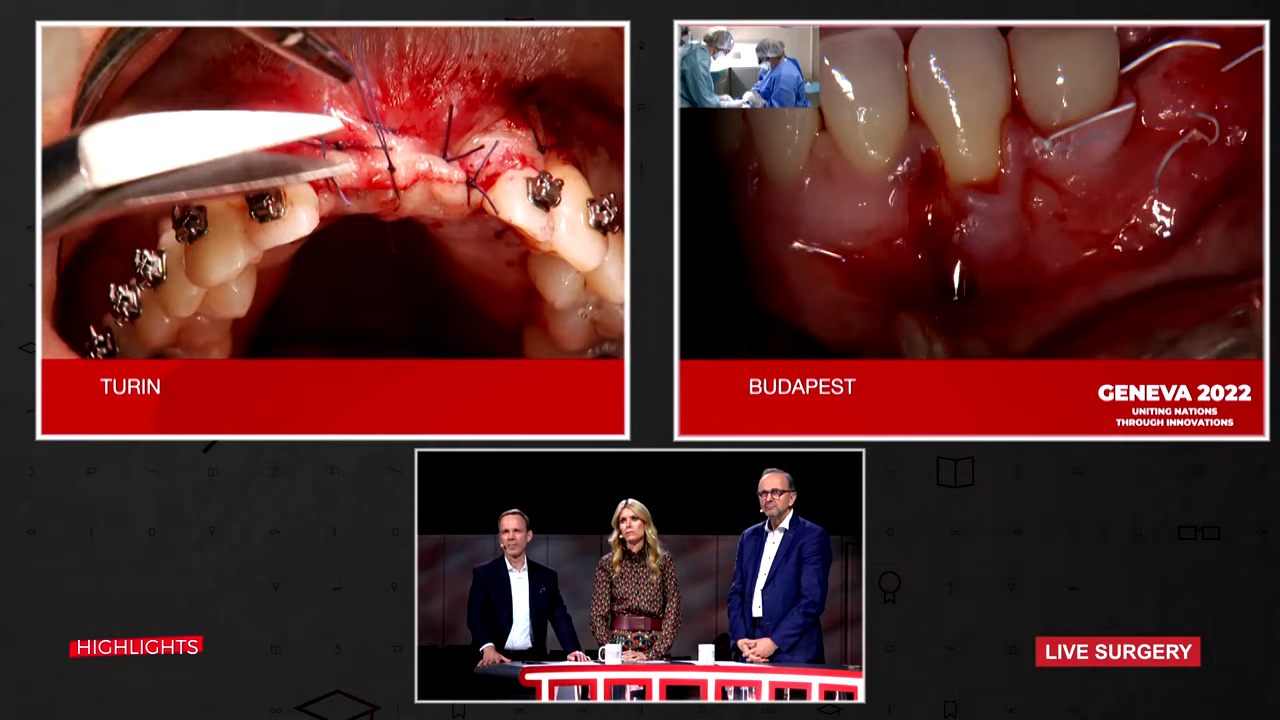 TURIN
BUDAPEST
GENEVA 2022
UNITING NATIONS
THROUGH INNOVATIONS
HIGHLIGHTS
LIVE SURGERY